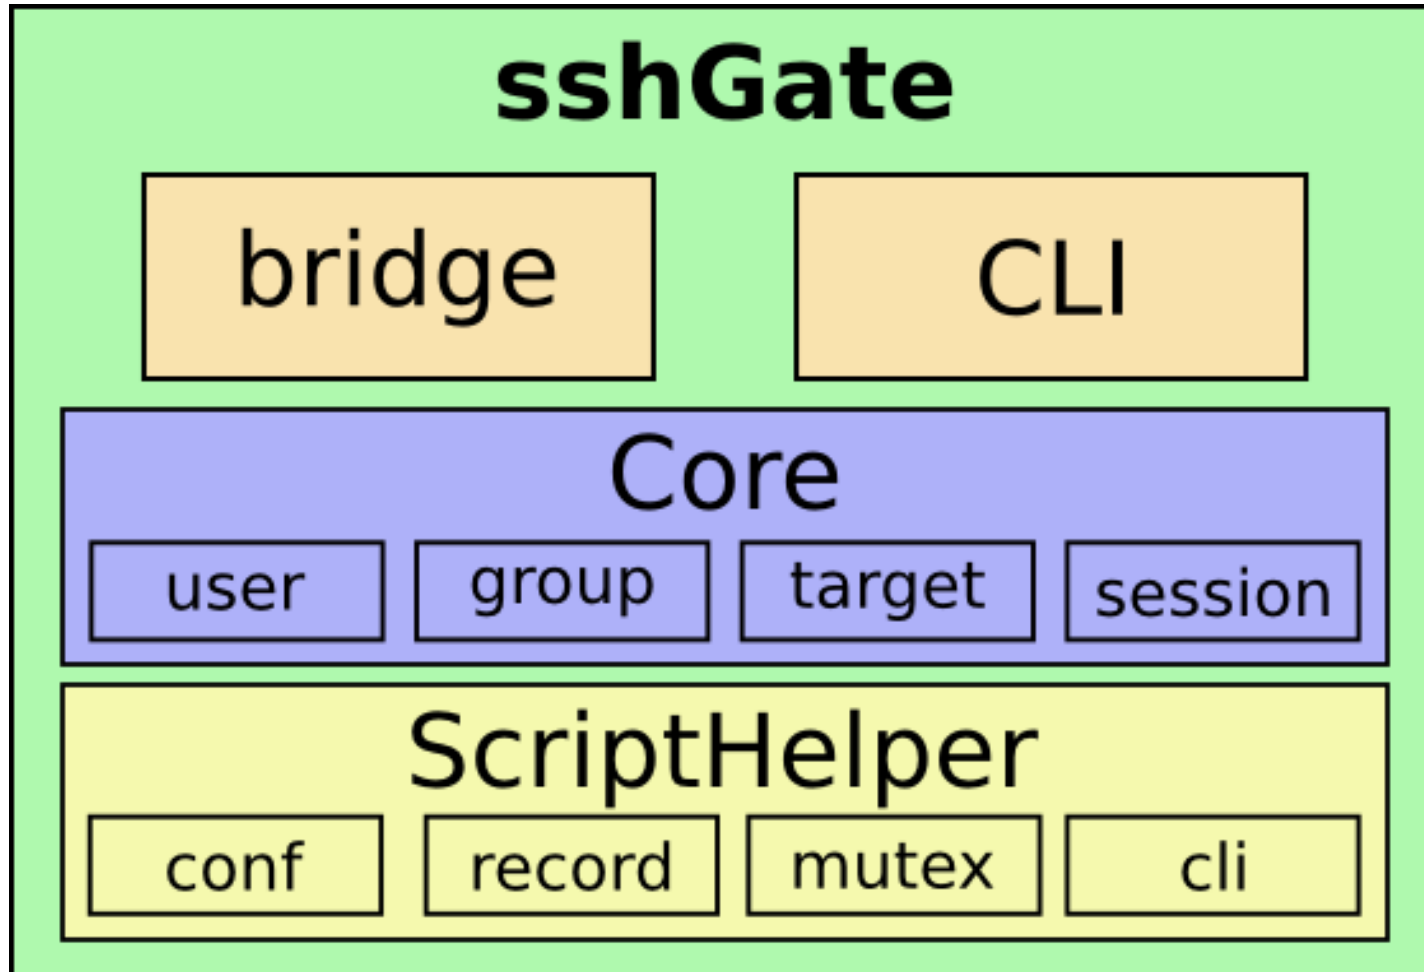 sshGate
bridge
CLI
Core
user
group
target
session
ScriptHelper
conf
record
mutex
cli